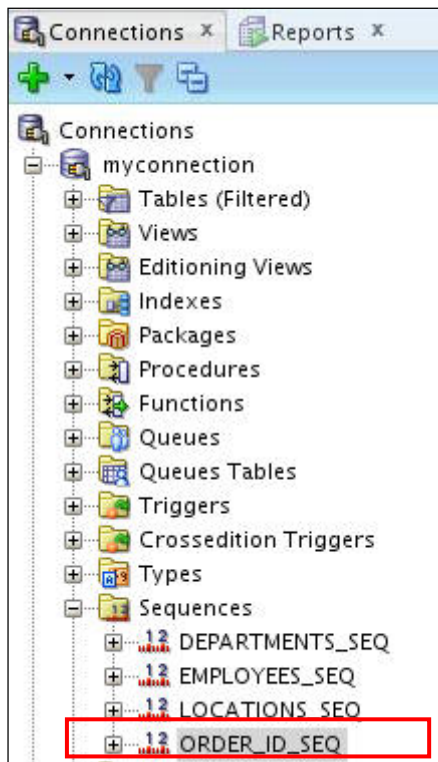 Connections x Reports x
Connections
myconnection
Tables (Filtered)
Views
Editioning Views
Indexes
Packages
Procedures
Functions
Queues
Queues Tables
Triggers
Crossedition Triggers
Types
Sequences
DEPARTMENTS_SEQ
EMPLOYEES_SEQ
LOCATIONS_SEQ
ORDER_ID_SEQ